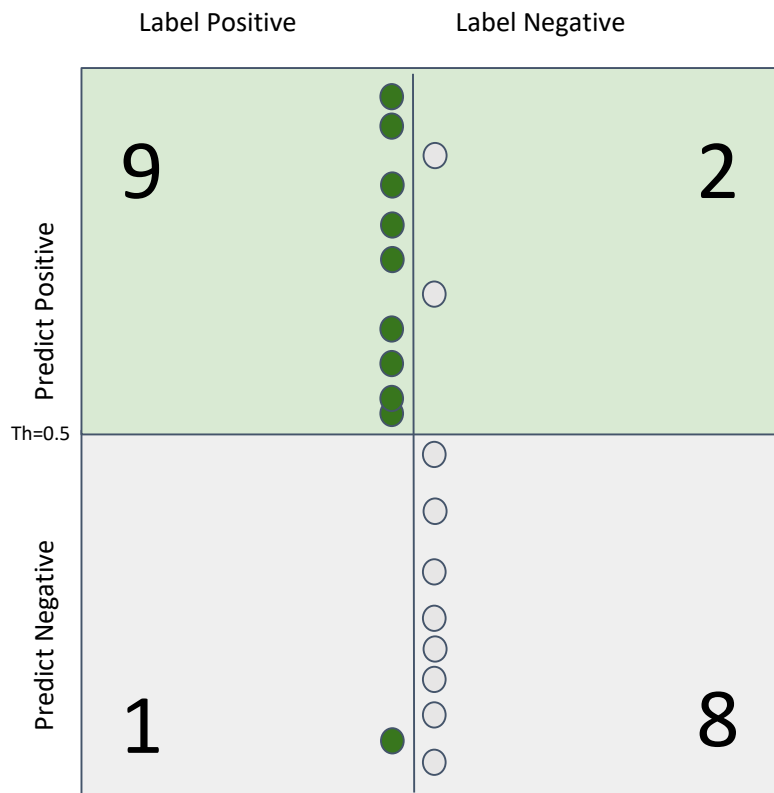 Label Positive Label Negative
9 2
Predict Positive
Th=0.5
Predict Negative
1 8